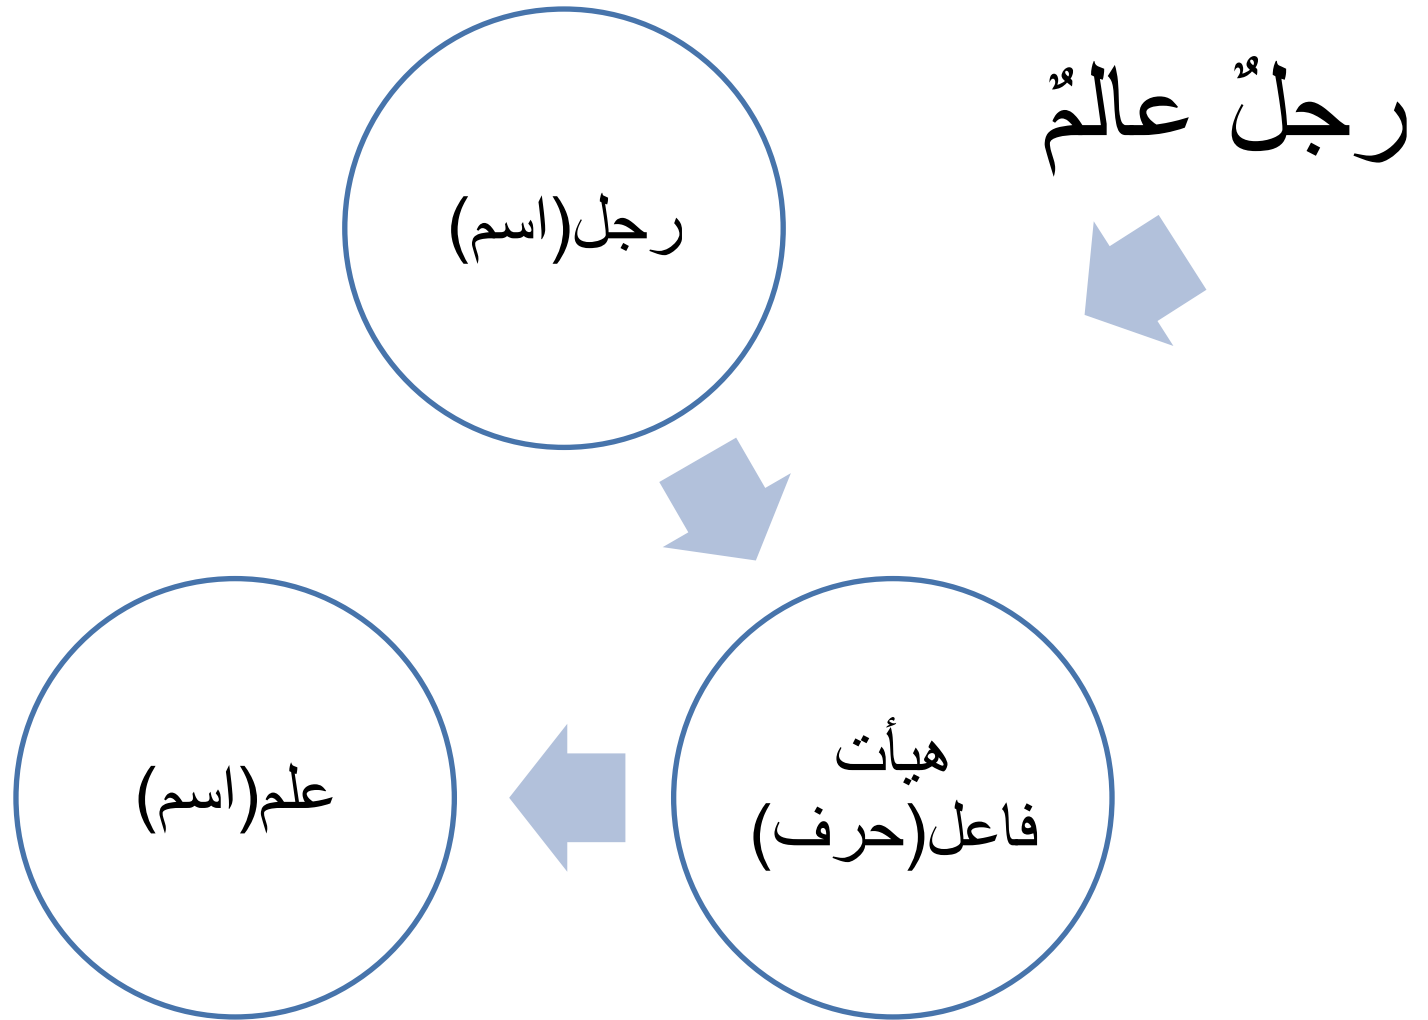 رجلٌ عالمٌ
رجل(اسم)
هيأت
فاعل(حرف)
علم(اسم)